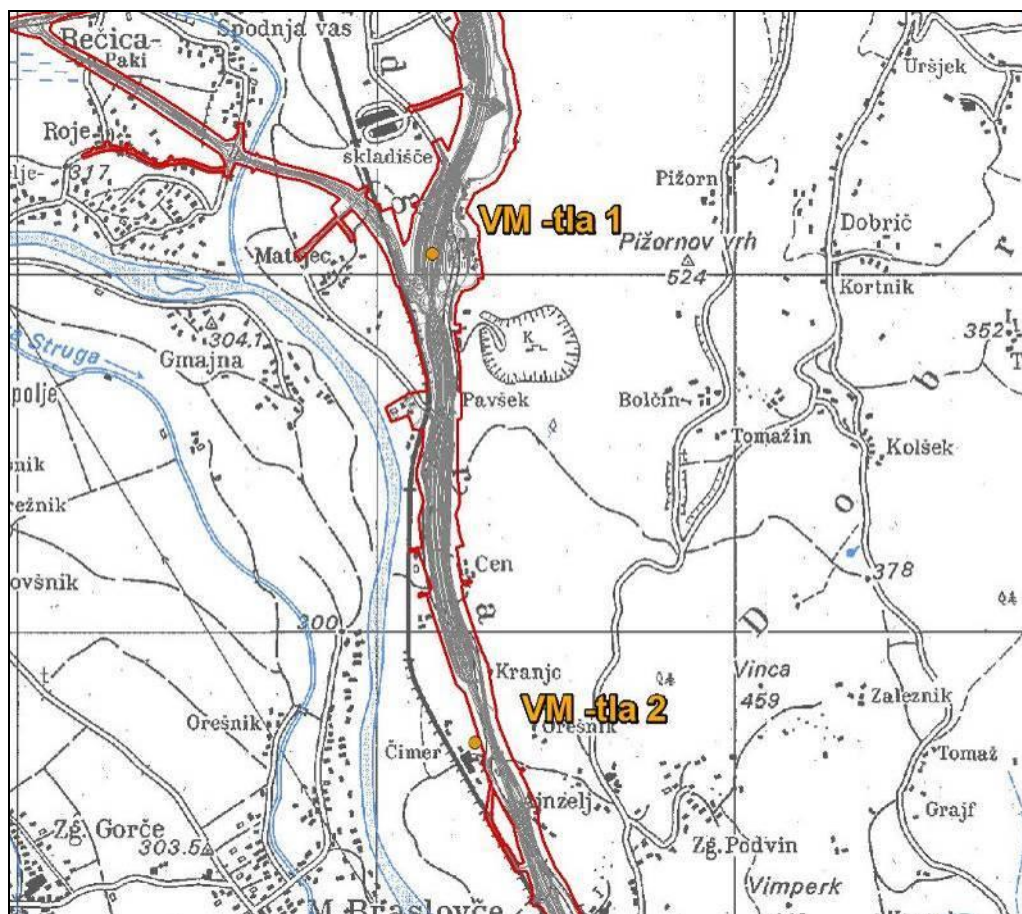 Spodnja vas
Bečica-
Paki
Uršjek
Roje
skladišče
317
Pižorn
VM -tla 1
Dobrič
Pižornov vrh
524
Kortnik
304.1
Gmajna
Struga
352
polje
Pavšek
Bolčin
Tomažin
Kolšek
Cen
378
300
Kranjc
Vinca
459
Zaleznik
VM -tla 2
Orešnik
Orešnik
Čimer
Tomaž
Grajf
Zg. Gorče
303.5
Zg. Podvin
Vimperk
M. Braslovče